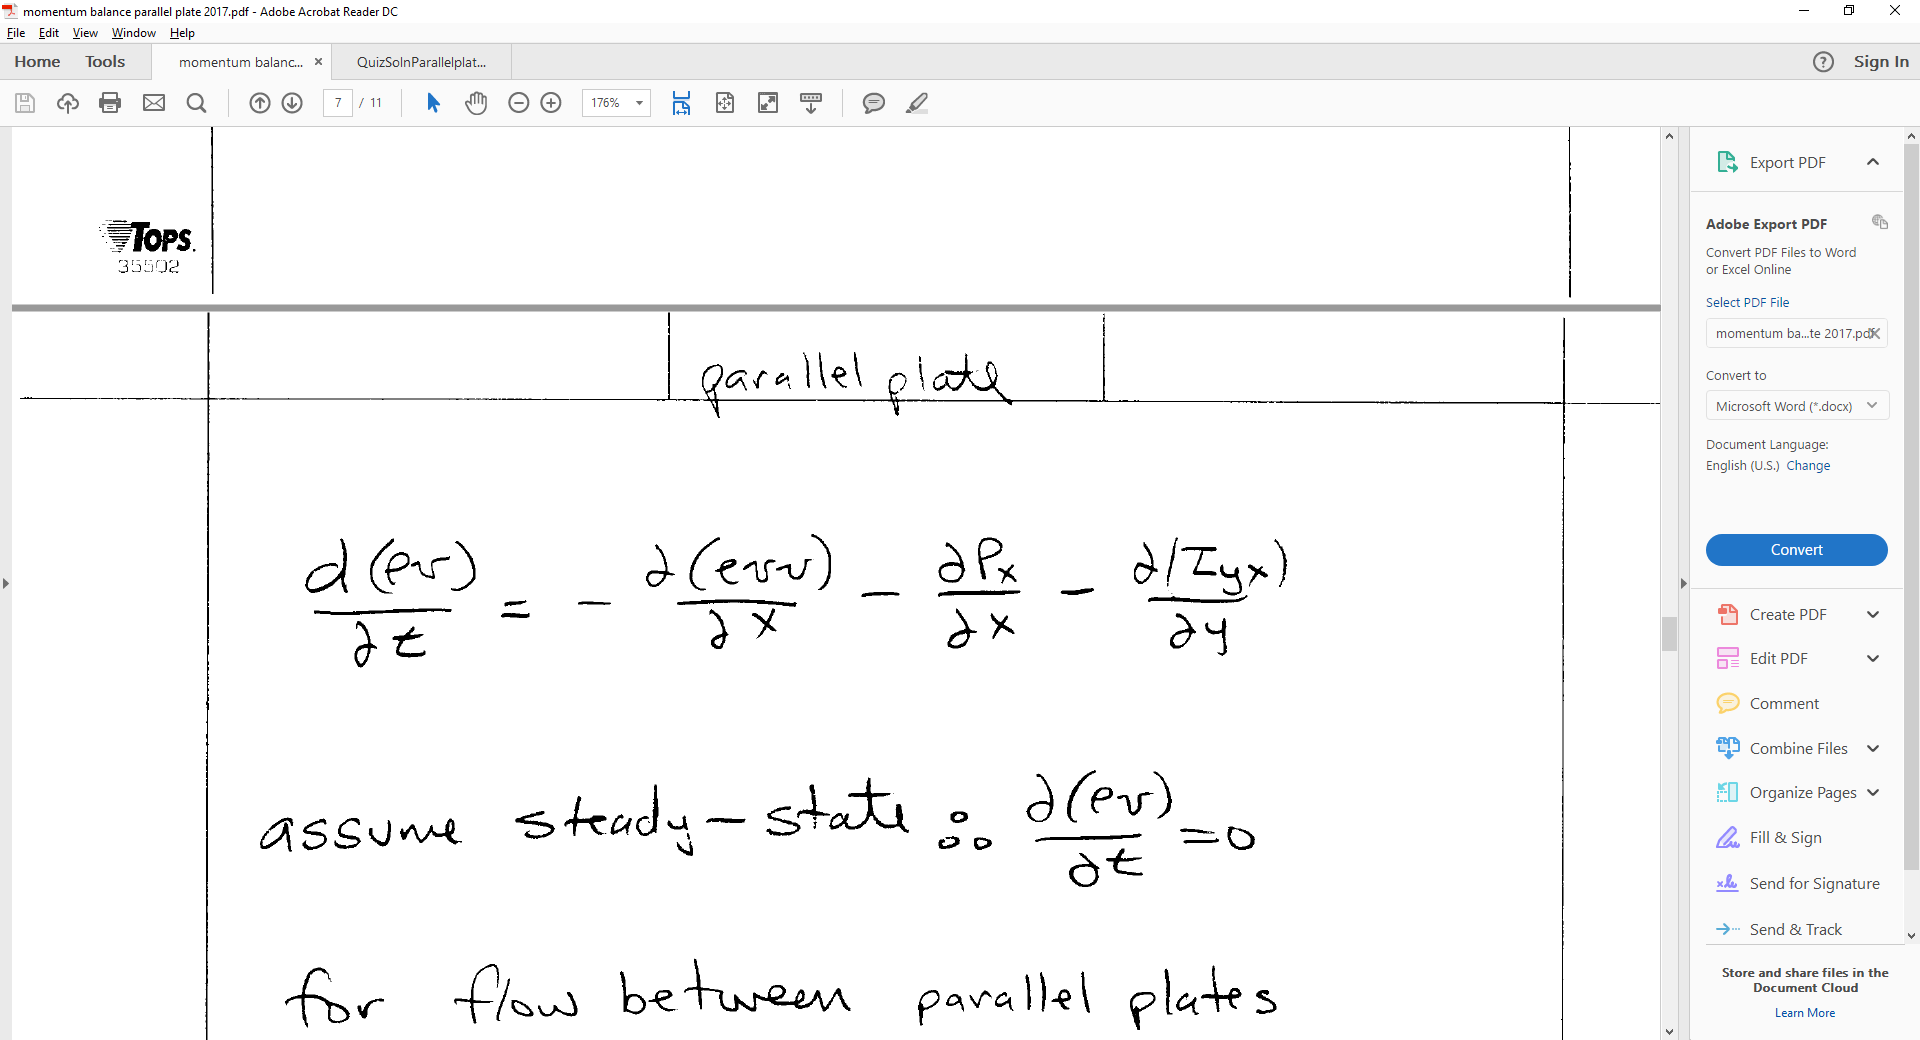 momentum balance parallel plate 2017.pdf - Adobe Acrobat Reader DC
File Edit View Window Help
Home Tools momentum balanc... × QuizSolnParallelplat... Sign In
7 / 11 176%
TOPS.
35502
parallel plate
d(ρv)/∂t = - ∂(ρvv)/∂x - ∂Px/∂x - ∂(τyx)/∂y
assume steady-state ∴ ∂(ρv)/∂t = 0
for flow between parallel plates
Export PDF
Adobe Export PDF
Convert PDF Files to Word
or Excel Online
Select PDF File
momentum ba...te 2017.pdf
Convert to
Microsoft Word (*.docx)
Document Language:
English (U.S.) Change
Convert
Create PDF
Edit PDF
Comment
Combine Files
Organize Pages
Fill & Sign
Send for Signature
Send & Track
Store and share files in the
Document Cloud
Learn More